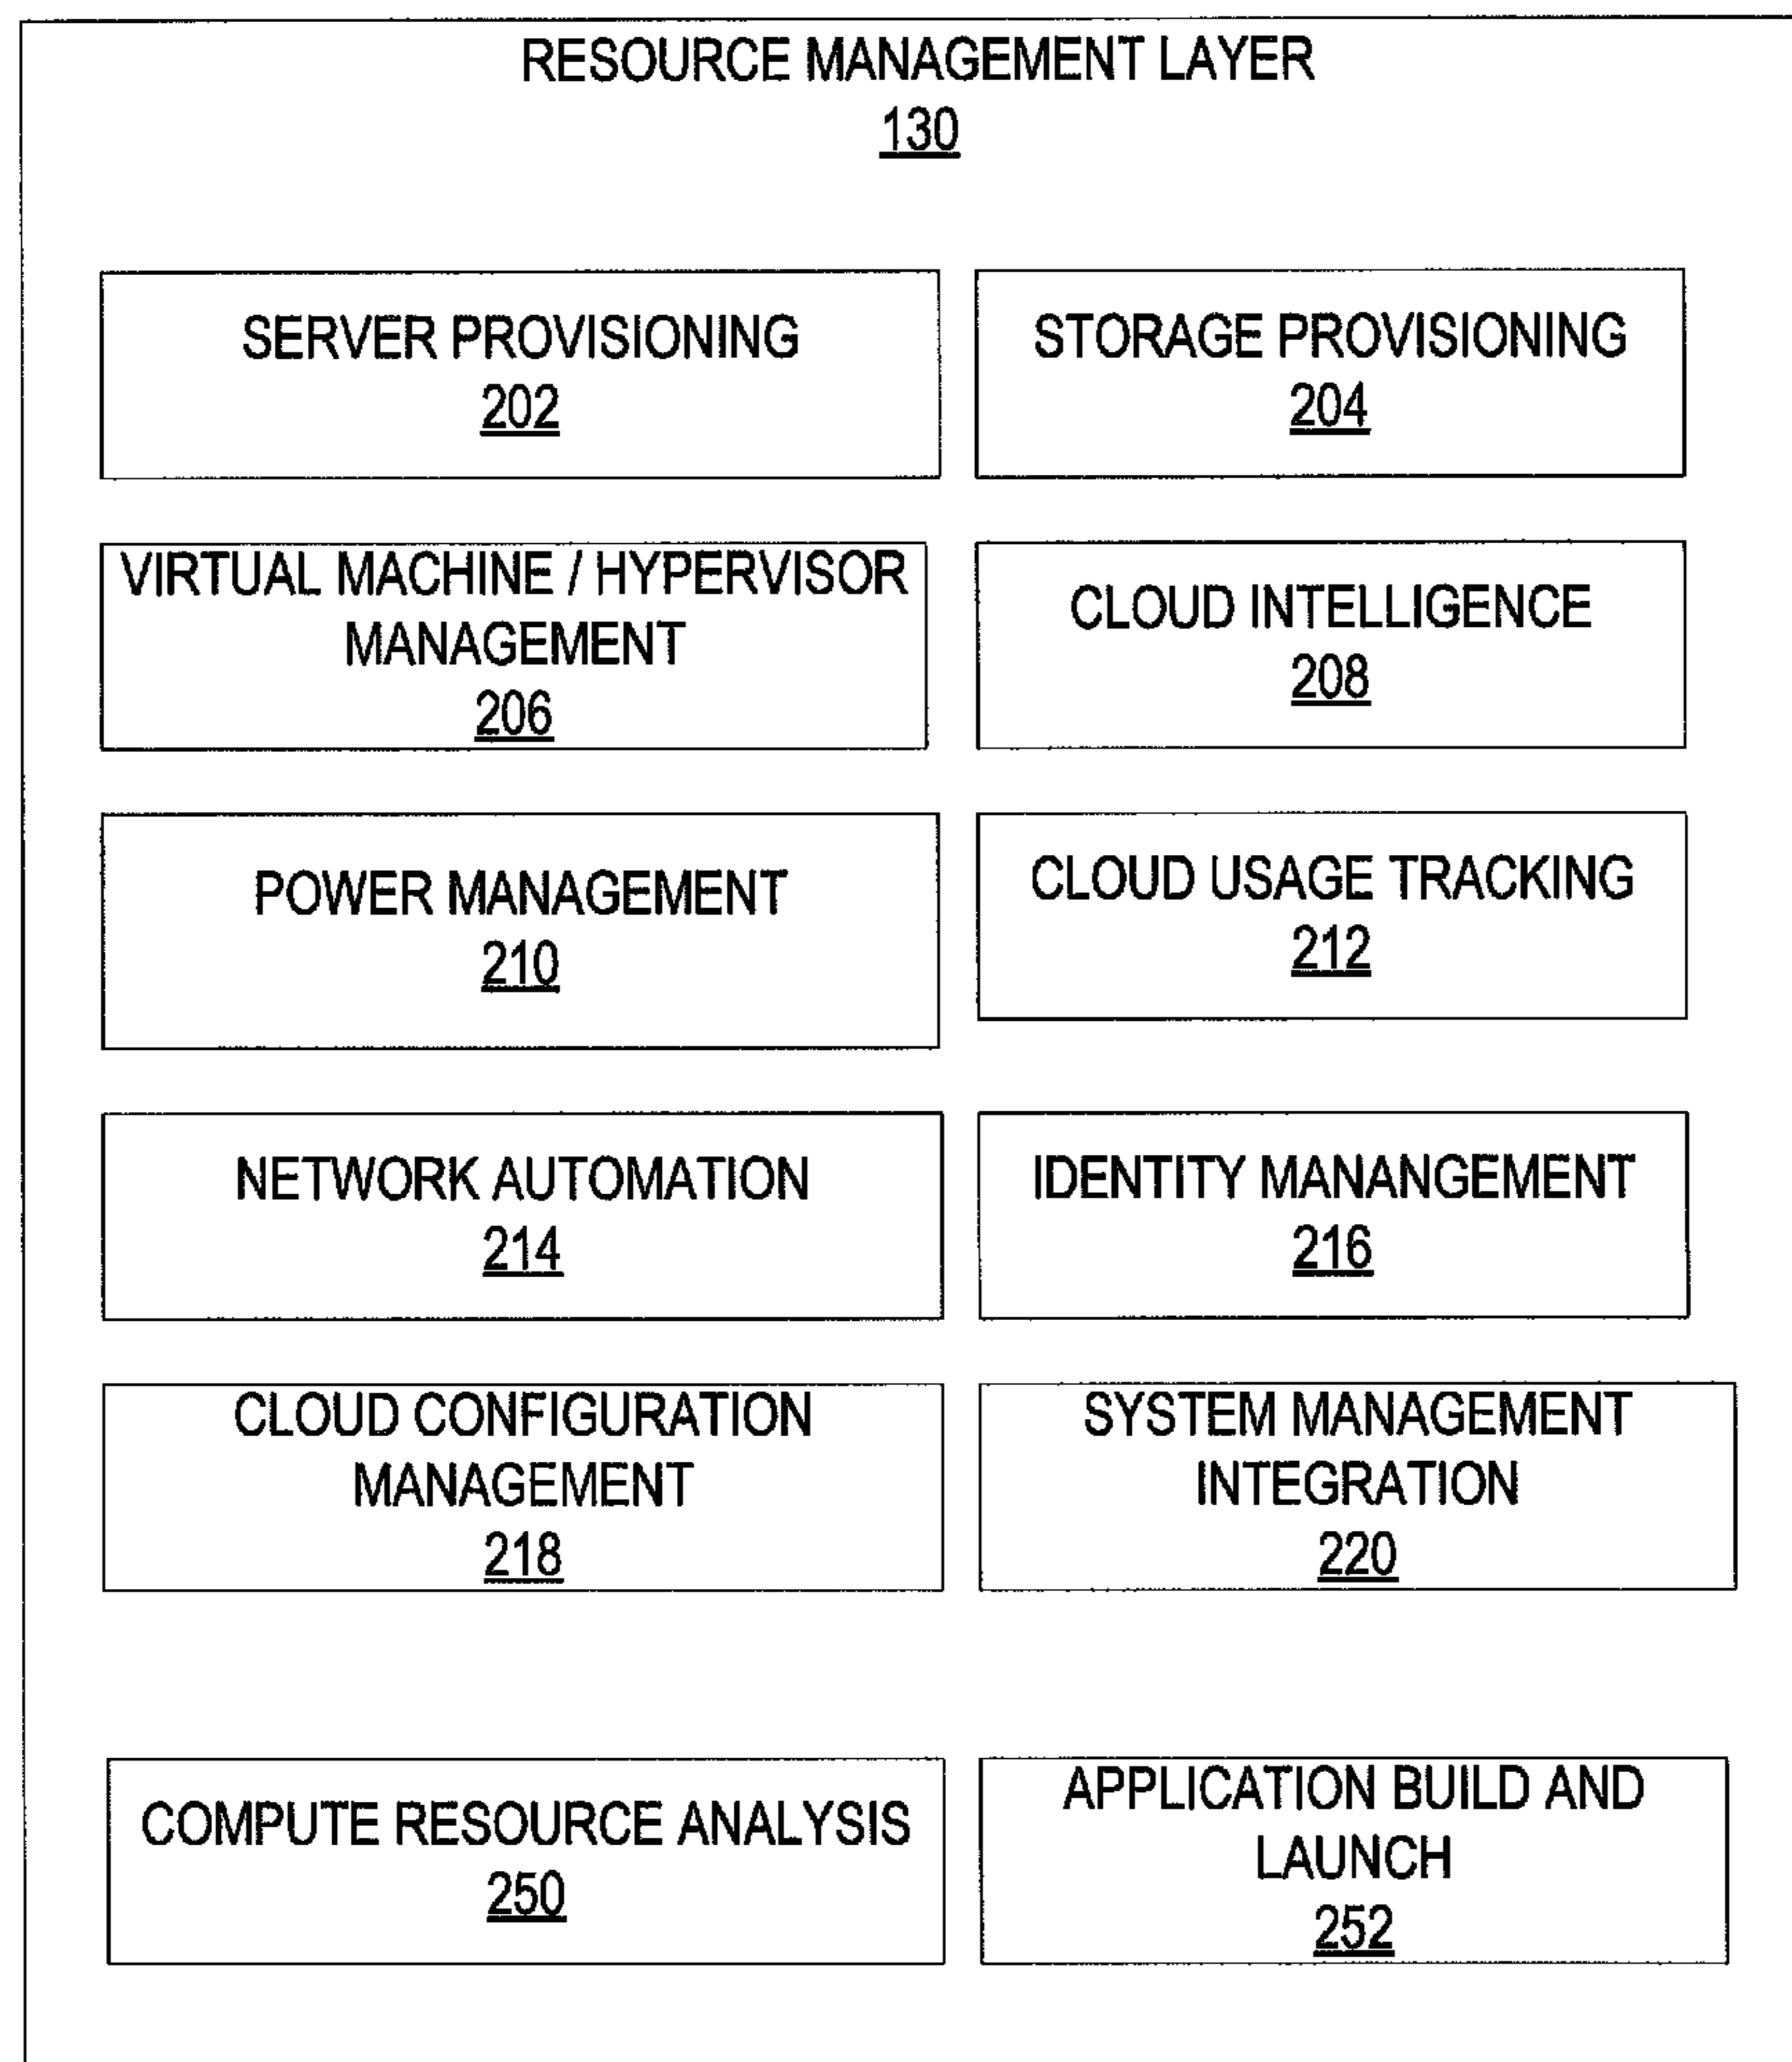 RESOURCE MANAGEMENT LAYER
130
SERVER PROVISIONING
202
STORAGE PROVISIONING
204
VIRTUAL MACHINE / HYPERVISOR
MANAGEMENT
206
CLOUD INTELLIGENCE
208
POWER MANAGEMENT
210
CLOUD USAGE TRACKING
212
NETWORK AUTOMATION
214
IDENTITY MANANGEMENT
216
CLOUD CONFIGURATION
MANAGEMENT
218
SYSTEM MANAGEMENT
INTEGRATION
220
COMPUTE RESOURCE ANALYSIS
250
APPLICATION BUILD AND
LAUNCH
252